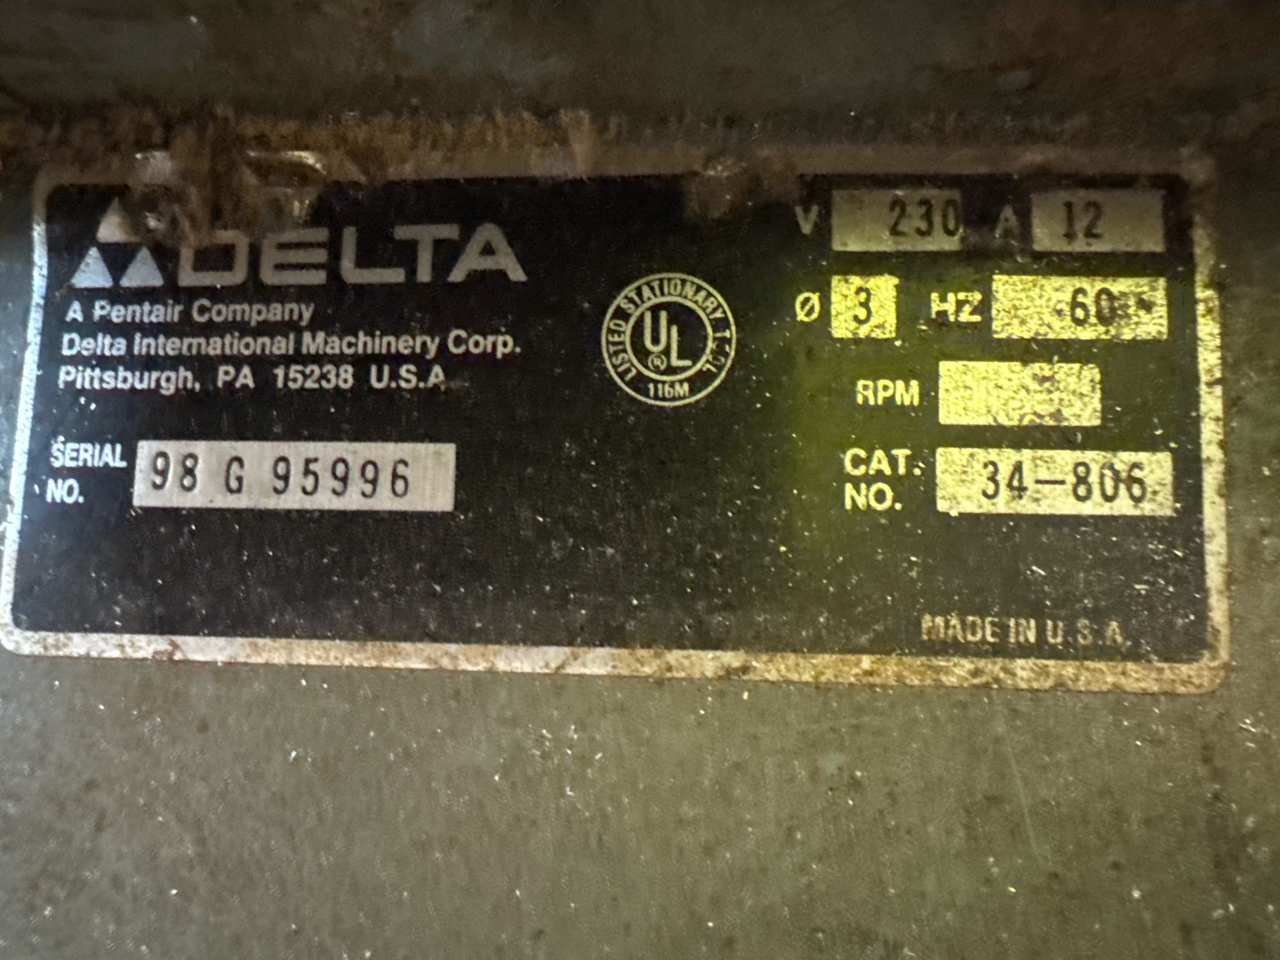 DELTA
A Pentair Company
Delta International Machinery Corp.
Pittsburgh, PA 15238 U.S.A
SERIAL NO. 98 G 95996
LISTED STATIONARY TOOL
UL
®
116M
V 230 A 12
Ø 3 HZ 60
RPM
CAT. NO. 34-806
MADE IN U.S.A.